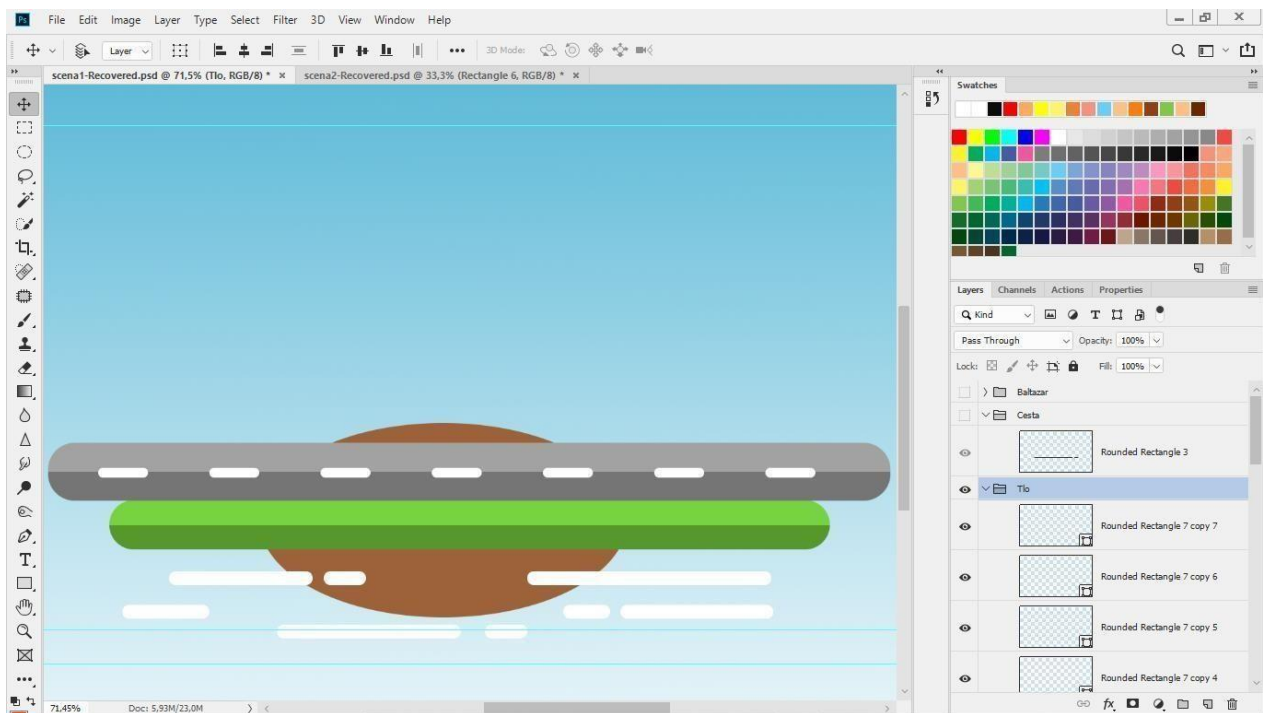 Ps File Edit Image Layer Type Select Filter 3D View Window Help
Layer 3D Mode:
scena1-Recovered.psd @ 71,5% (Tło, RGB/8) * × scena2-Recovered.psd @ 33,3% (Rectangle 6, RGB/8) * ×
Swatches
Layers Channels Actions Properties
Kind
Pass Through Opacity: 100%
Lock: Fill: 100%
Baltazar
Cesta
Rounded Rectangle 3
Tło
Rounded Rectangle 7 copy 7
Rounded Rectangle 7 copy 6
Rounded Rectangle 7 copy 5
Rounded Rectangle 7 copy 4
71,45% Doc: 5,93M/23,0M